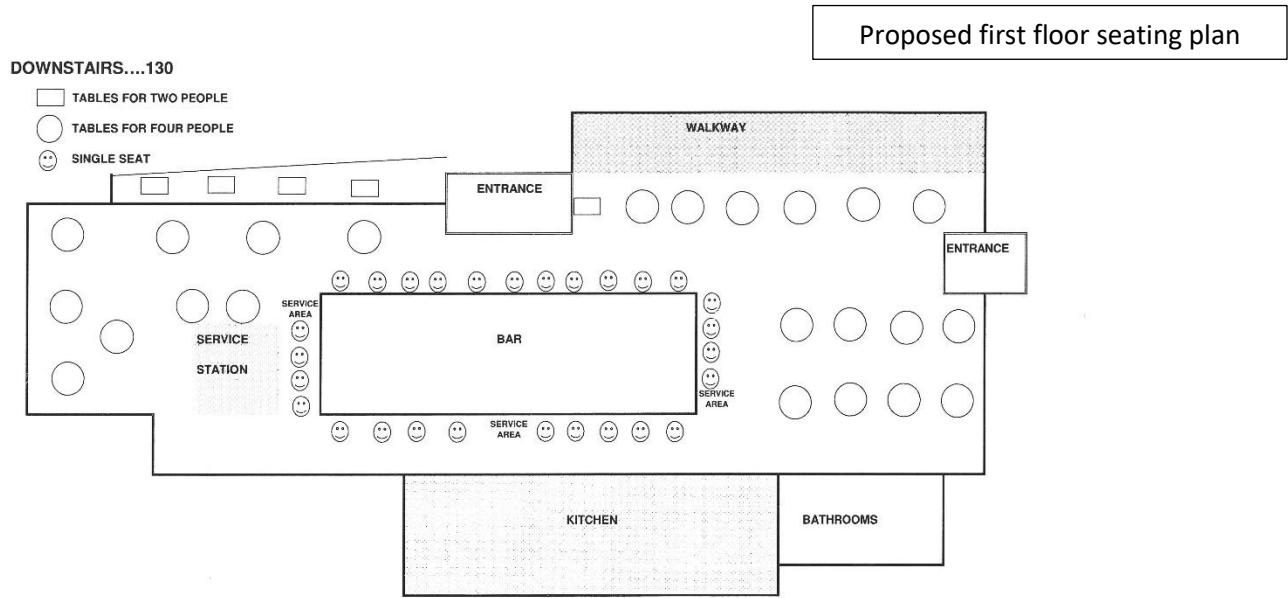 Proposed first floor seating plan
DOWNSTAIRS....130
TABLES FOR TWO PEOPLE
TABLES FOR FOUR PEOPLE
SINGLE SEAT
WALKWAY
ENTRANCE
ENTRANCE
SERVICE
AREA
SERVICE
STATION
BAR
SERVICE
AREA
SERVICE
AREA
KITCHEN
BATHROOMS